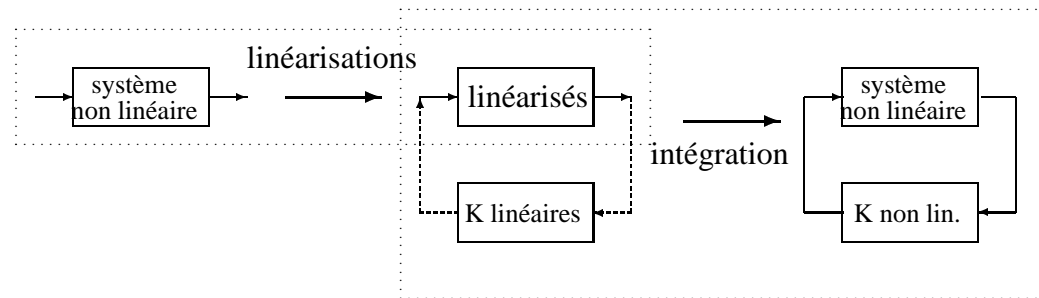 linéarisations
système
non linéaire
linéarisés
système
non linéaire
intégration
K linéaires
K non lin.